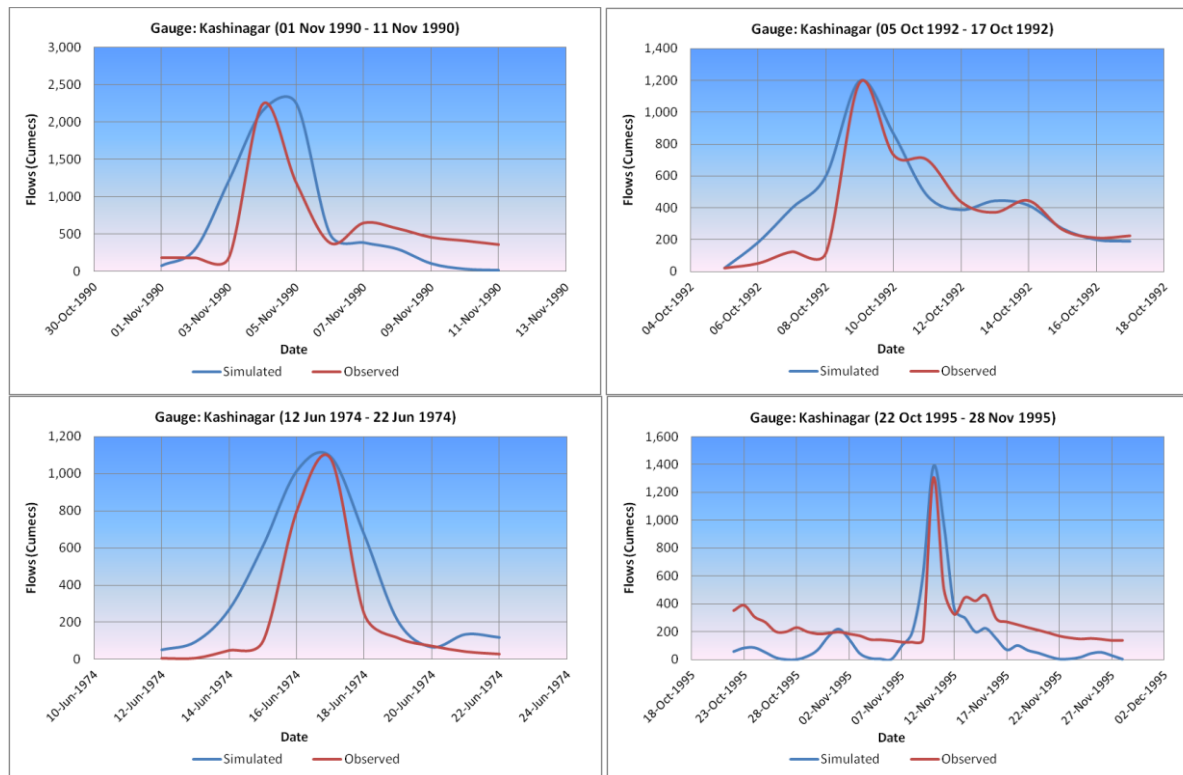 Gauge: Kashinagar (01 Nov 1990 - 11 Nov 1990)
Flows (Cumecs)
3,000
2,500
2,000
1,500
1,000
500
0
30-Oct-1990
01-Nov-1990
03-Nov-1990
05-Nov-1990
07-Nov-1990
09-Nov-1990
11-Nov-1990
13-Nov-1990
Date
Simulated Observed
Gauge: Kashinagar (05 Oct 1992 - 17 Oct 1992)
Flows (Cumecs)
1,400
1,200
1,000
800
600
400
200
0
04-Oct-1992
06-Oct-1992
08-Oct-1992
10-Oct-1992
12-Oct-1992
14-Oct-1992
16-Oct-1992
18-Oct-1992
Date
Simulated Observed
Gauge: Kashinagar (12 Jun 1974 - 22 Jun 1974)
Flows (Cumecs)
1,200
1,000
800
600
400
200
0
10-Jun-1974
12-Jun-1974
14-Jun-1974
16-Jun-1974
18-Jun-1974
20-Jun-1974
22-Jun-1974
24-Jun-1974
Date
Simulated Observed
Gauge: Kashinagar (22 Oct 1995 - 28 Nov 1995)
Flows (Cumecs)
1,600
1,400
1,200
1,000
800
600
400
200
0
18-Oct-1995
23-Oct-1995
28-Oct-1995
02-Nov-1995
07-Nov-1995
12-Nov-1995
17-Nov-1995
22-Nov-1995
27-Nov-1995
02-Dec-1995
Date
Simulated Observed